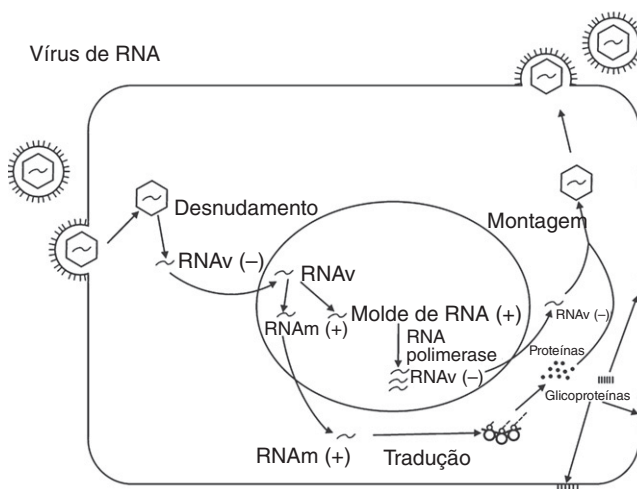 Vírus de RNA
Desnudamento
RNAv (–)
RNAv
RNAm (+)
Molde de RNA (+)
RNA
polimerase
RNAv (–)
Montagem
RNAv (–)
Proteínas
Glicoproteínas
RNAm (+)
Tradução